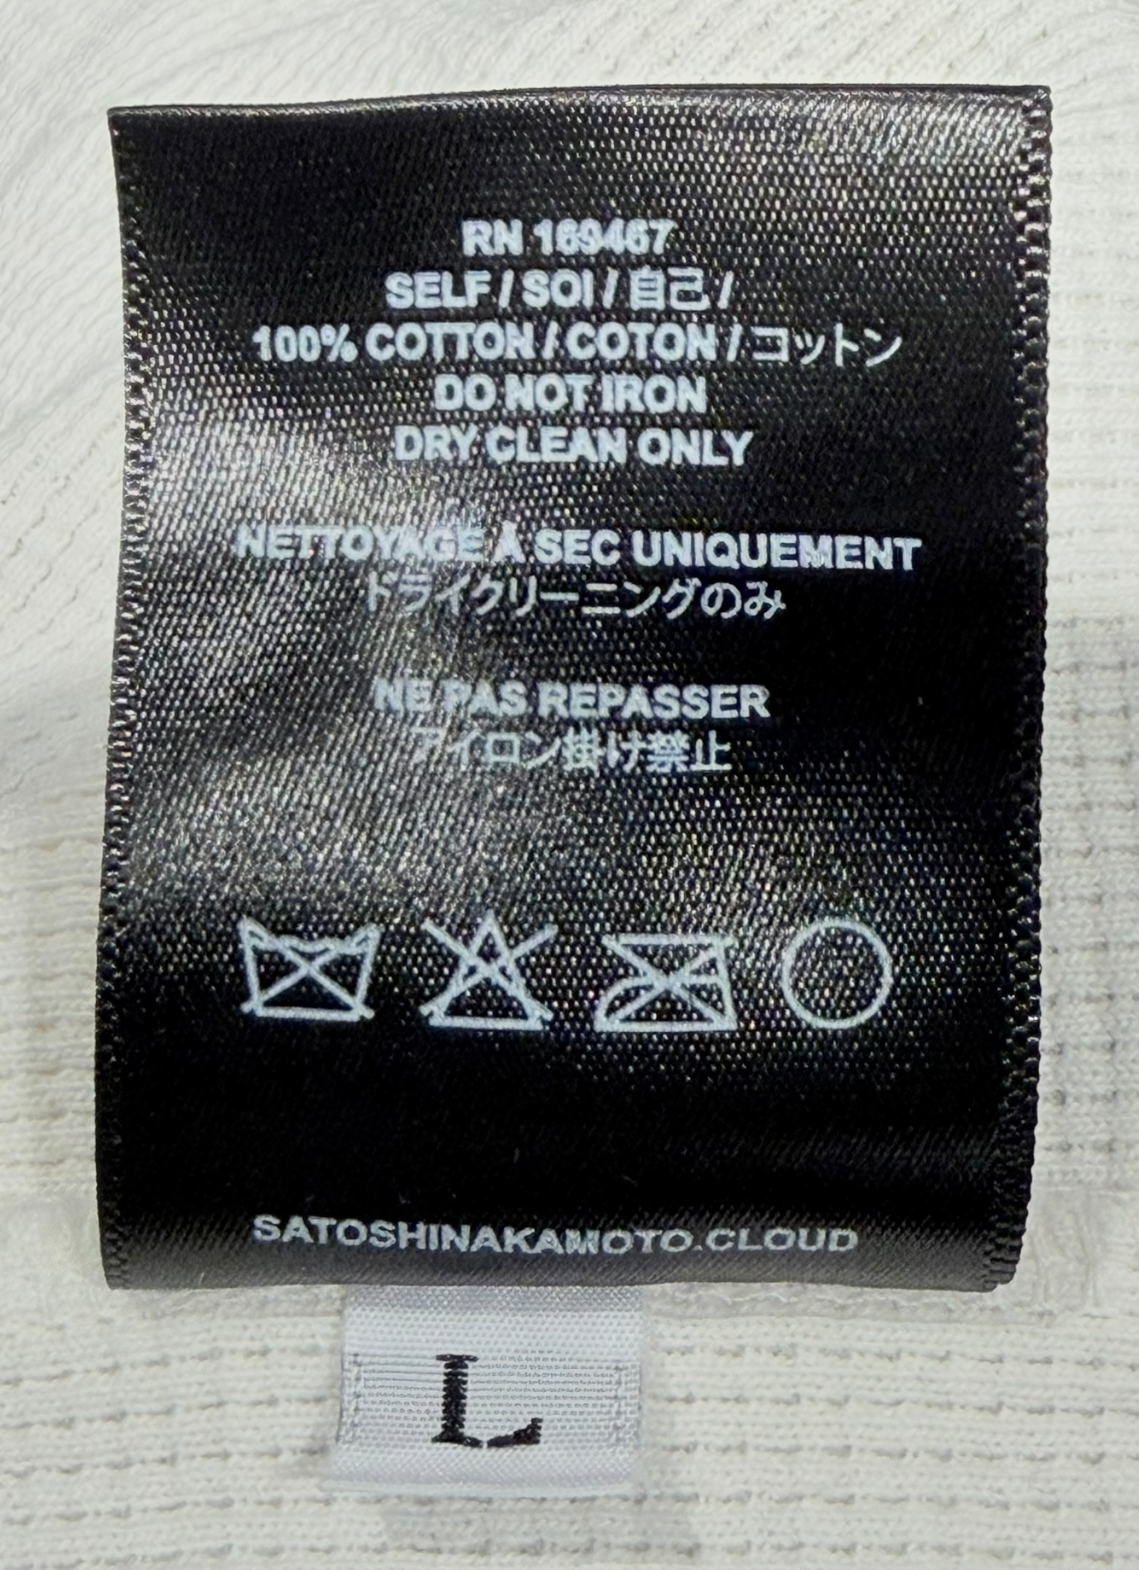 RN 169467
SELF / SOI / 自己 /
100% COTTON / COTON / コットン
DO NOT IRON
DRY CLEAN ONLY
NETTOYAGE À SEC UNIQUEMENT
ドライクリーニングのみ
NE PAS REPASSER
アイロン掛け禁止
SATOSHINAKAMOTO.CLOUD
L